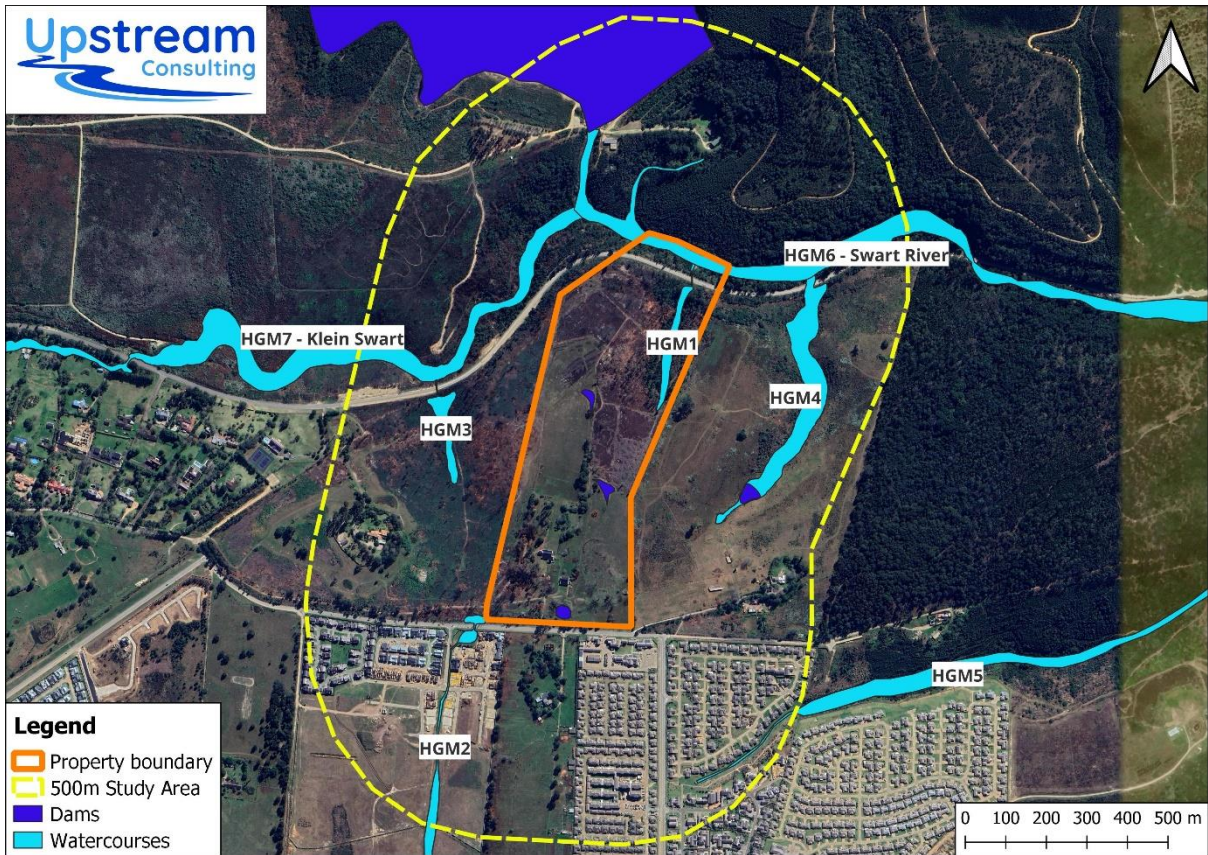 Upstream
Consulting
HGM6 - Swart River
HGM7 - Klein Swart
HGM1
HGM3
HGM4
HGM5
HGM2
Legend
Property boundary
500m Study Area
Dams
Watercourses
0 100 200 300 400 500 m